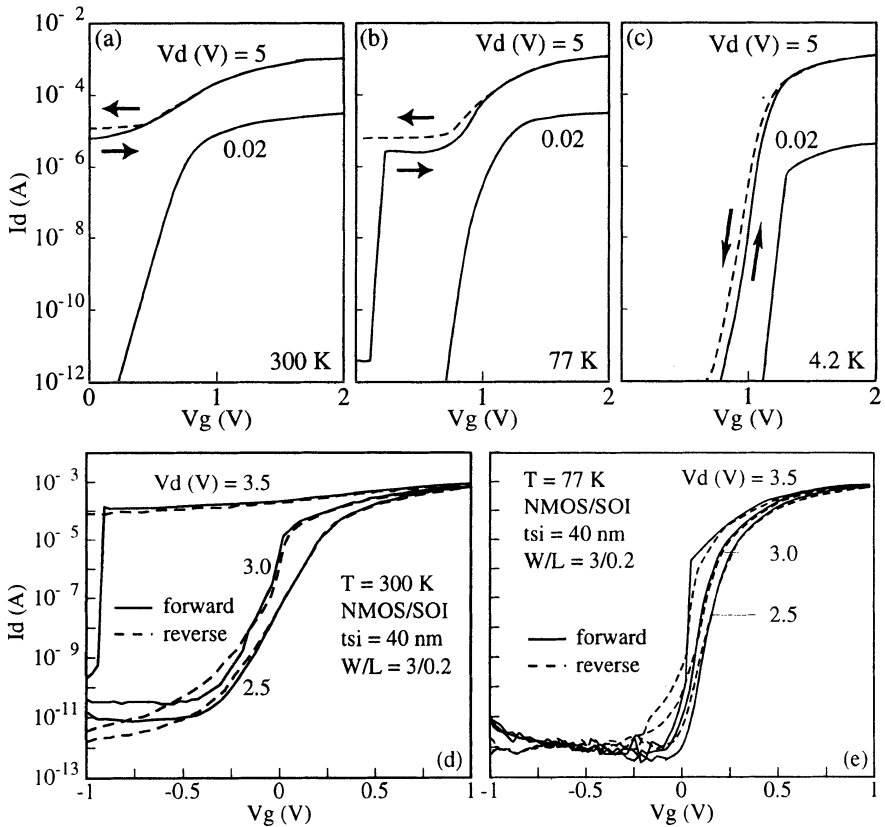 (a)
Vd (V) = 5
0.02
300 K
(b)
Vd (V) = 5
0.02
77 K
(c)
Vd (V) = 5
0.02
4.2 K
10⁻²
10⁻⁴
10⁻⁶
10⁻⁸
10⁻¹⁰
10⁻¹²
Id (A)
0 1 2
Vg (V)
1 2
Vg (V)
1 2
Vg (V)
Vd (V) = 3.5
3.0
2.5
T = 300 K
NMOS/SOI
tsi = 40 nm
W/L = 3/0.2
forward
reverse
(d)
10⁻³
10⁻⁵
10⁻⁷
10⁻⁹
10⁻¹¹
10⁻¹³
Id (A)
-1 -0.5 0 0.5 1
Vg (V)
T = 77 K
NMOS/SOI
tsi = 40 nm
W/L = 3/0.2
Vd (V) = 3.5
3.0
2.5
forward
reverse
(e)
-1 -0.5 0 0.5 1
Vg (V)